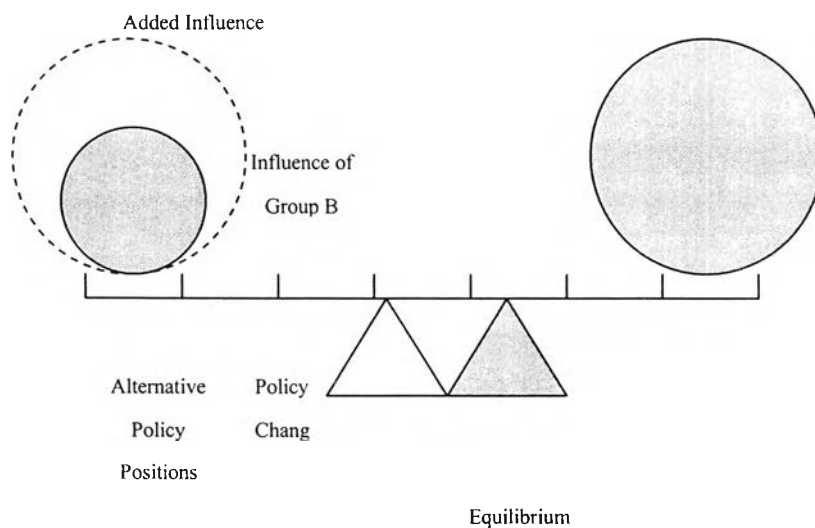 Added Influence
Influence of
Group B
Alternative
Policy
Positions
Policy
Chang
Equilibrium